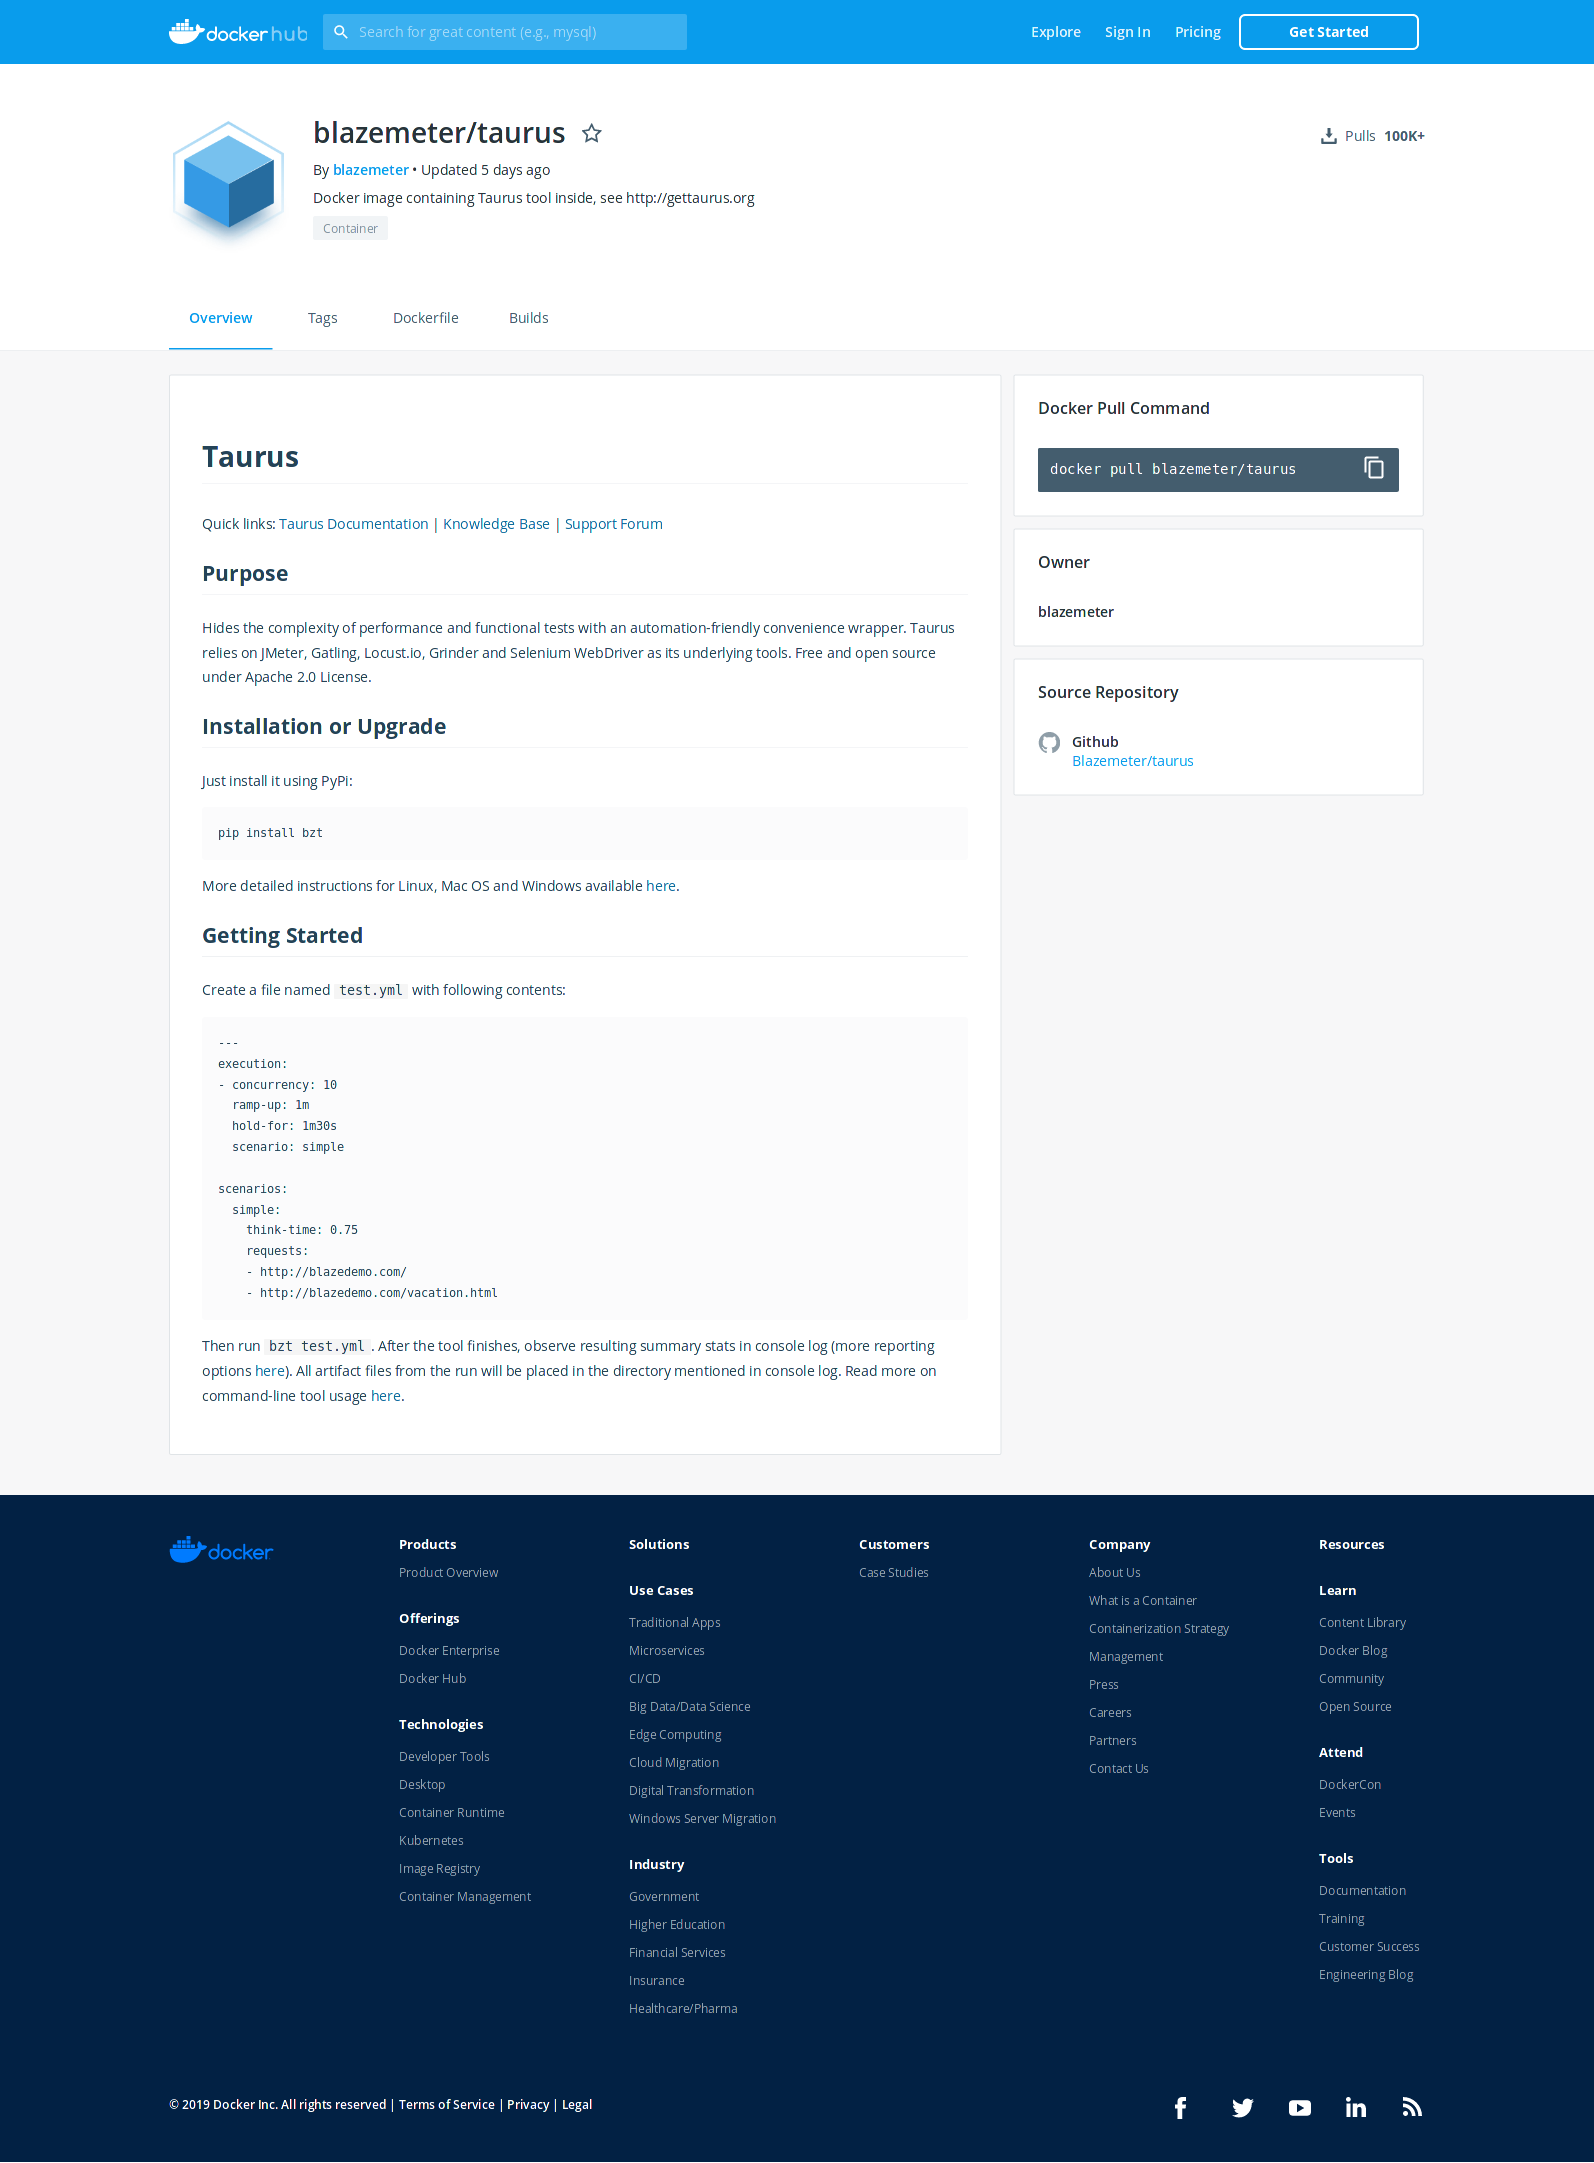 docker hub
Search for great content (e.g., mysql)
Explore
Sign In
Pricing
Get Started
blazemeter/taurus
Pulls 100K+
By blazemeter • Updated 5 days ago
Docker image containing Taurus tool inside, see http://gettaurus.org
Container
Overview
Tags
Dockerfile
Builds
Taurus
Quick links: Taurus Documentation | Knowledge Base | Support Forum
Purpose
Hides the complexity of performance and functional tests with an automation-friendly convenience wrapper. Taurus
relies on JMeter, Gatling, Locust.io, Grinder and Selenium WebDriver as its underlying tools. Free and open source
under Apache 2.0 License.
Installation or Upgrade
Just install it using PyPi:
pip install bzt
More detailed instructions for Linux, Mac OS and Windows available here.
Getting Started
Create a file named test.yml with following contents:
---
execution:
- concurrency: 10
  ramp-up: 1m
  hold-for: 1m30s
  scenario: simple
scenarios:
  simple:
    think-time: 0.75
    requests:
    - http://blazedemo.com/
    - http://blazedemo.com/vacation.html
Then run bzt test.yml . After the tool finishes, observe resulting summary stats in console log (more reporting
options here). All artifact files from the run will be placed in the directory mentioned in console log. Read more on
command-line tool usage here.
Docker Pull Command
docker pull blazemeter/taurus
Owner
blazemeter
Source Repository
Github
Blazemeter/taurus
docker
Products
Product Overview
Offerings
Docker Enterprise
Docker Hub
Technologies
Developer Tools
Desktop
Container Runtime
Kubernetes
Image Registry
Container Management
Solutions
Use Cases
Traditional Apps
Microservices
CI/CD
Big Data/Data Science
Edge Computing
Cloud Migration
Digital Transformation
Windows Server Migration
Industry
Government
Higher Education
Financial Services
Insurance
Healthcare/Pharma
Customers
Case Studies
Company
About Us
What is a Container
Containerization Strategy
Management
Press
Careers
Partners
Contact Us
Resources
Learn
Content Library
Docker Blog
Community
Open Source
Attend
DockerCon
Events
Tools
Documentation
Training
Customer Success
Engineering Blog
© 2019 Docker Inc. All rights reserved | Terms of Service | Privacy | Legal